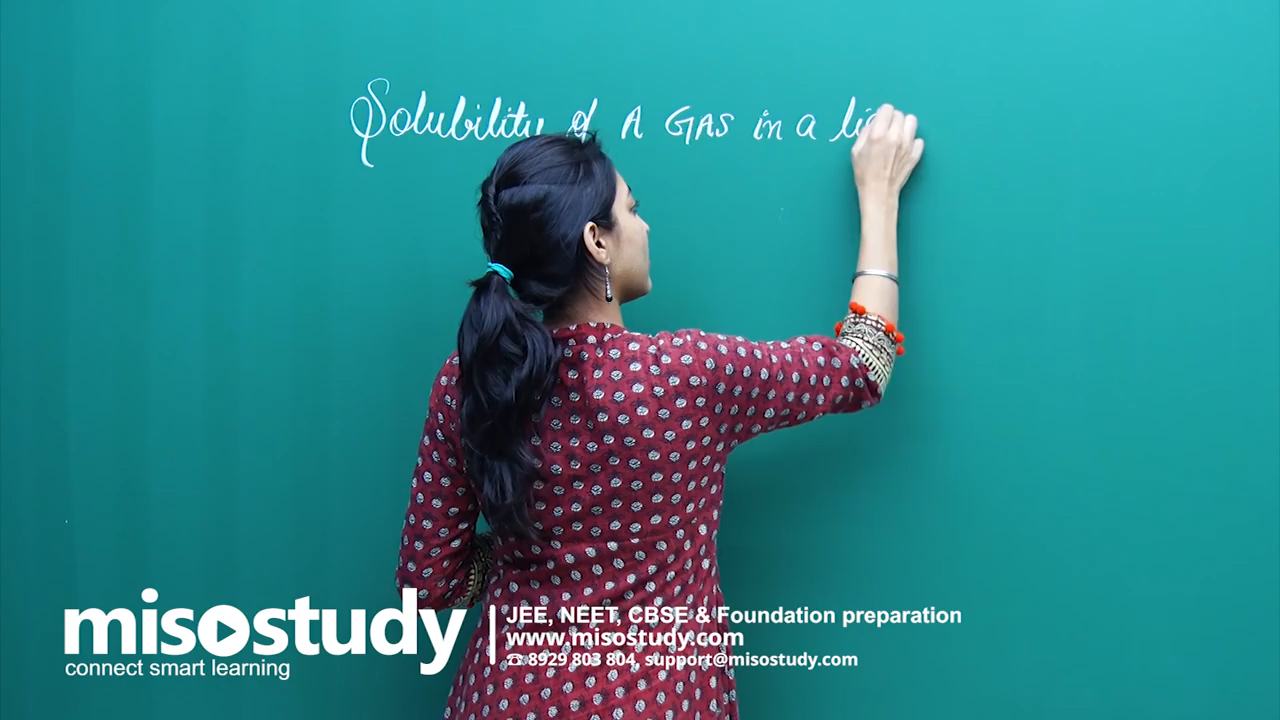 Solubility of A GAS in a
misostudy
connect smart learning
JEE, NEET, CBSE & Foundation preparation
www.misostudy.com
☎ 8929 803 804, support@misostudy.com